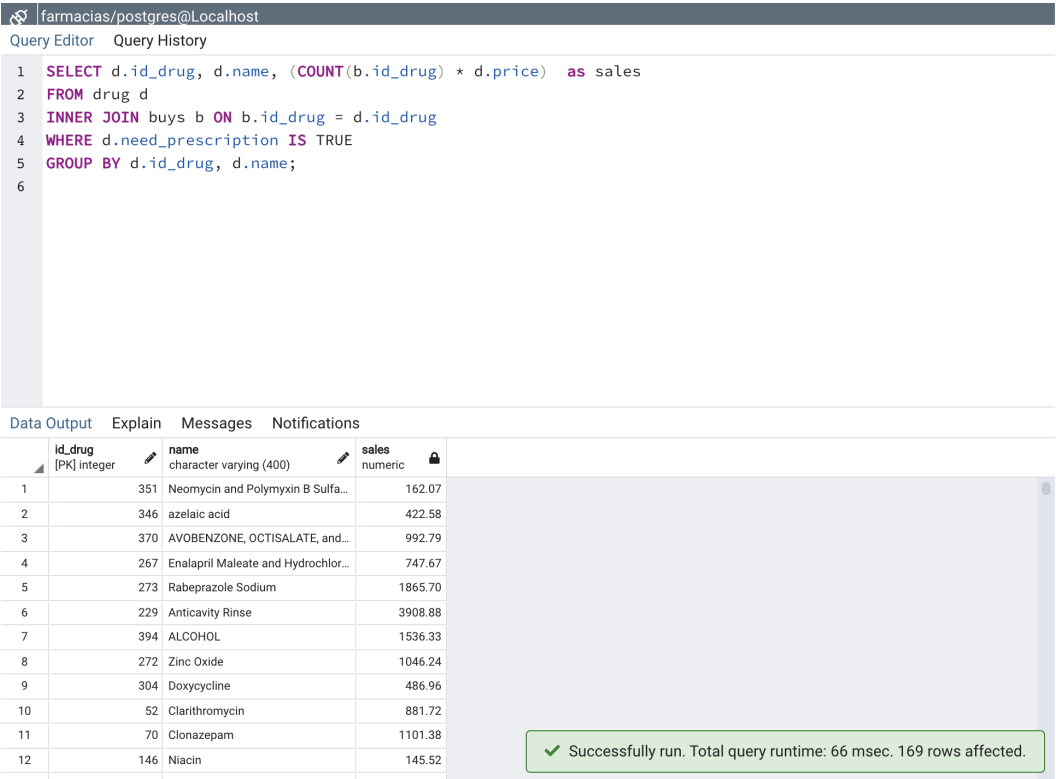 farmacias/postgres@Localhost
Query Editor Query History
1 SELECT d.id_drug, d.name, (COUNT(b.id_drug) * d.price)  as sales
2 FROM drug d
3 INNER JOIN buys b ON b.id_drug = d.id_drug
4 WHERE d.need_prescription IS TRUE
5 GROUP BY d.id_drug, d.name;
6
Data Output Explain Messages Notifications
id_drug name sales
[PK] integer character varying (400) numeric
1 351 Neomycin and Polymyxin B Sulfa... 162.07
2 346 azelaic acid 422.58
3 370 AVOBENZONE, OCTISALATE, and... 992.79
4 267 Enalapril Maleate and Hydrochlor... 747.67
5 273 Rabeprazole Sodium 1865.70
6 229 Anticavity Rinse 3908.88
7 394 ALCOHOL 1536.33
8 272 Zinc Oxide 1046.24
9 304 Doxycycline 486.96
10 52 Clarithromycin 881.72
11 70 Clonazepam 1101.38
12 146 Niacin 145.52
Successfully run. Total query runtime: 66 msec. 169 rows affected.